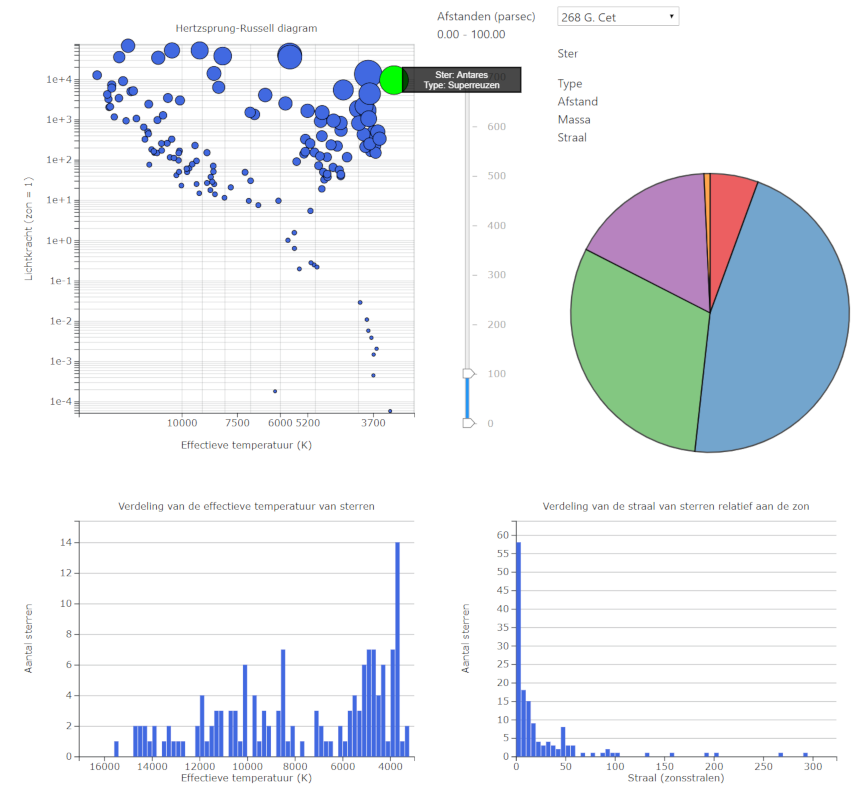 Hertzsprung-Russell diagram
1e+4
1e+3
1e+2
1e+1
1e+0
1e-1
1e-2
1e-3
1e-4
Lichtkracht (zon = 1)
10000 7500 6000 5200 3700
Effectieve temperatuur (K)
Ster: Antares
Type: Superreuzen
Afstanden (parsec)
0.00 - 100.00
600
500
400
300
200
100
0
268 G. Cet
Ster
Type
Afstand
Massa
Straal
Verdeling van de effectieve temperatuur van sterren
14
12
10
8
6
4
2
0
Aantal sterren
16000 14000 12000 10000 8000 6000 4000
Effectieve temperatuur (K)
Verdeling van de straal van sterren relatief aan de zon
60
55
50
45
40
35
30
25
20
15
10
5
0
Aantal sterren
0 50 100 150 200 250 300
Straal (zonsstralen)